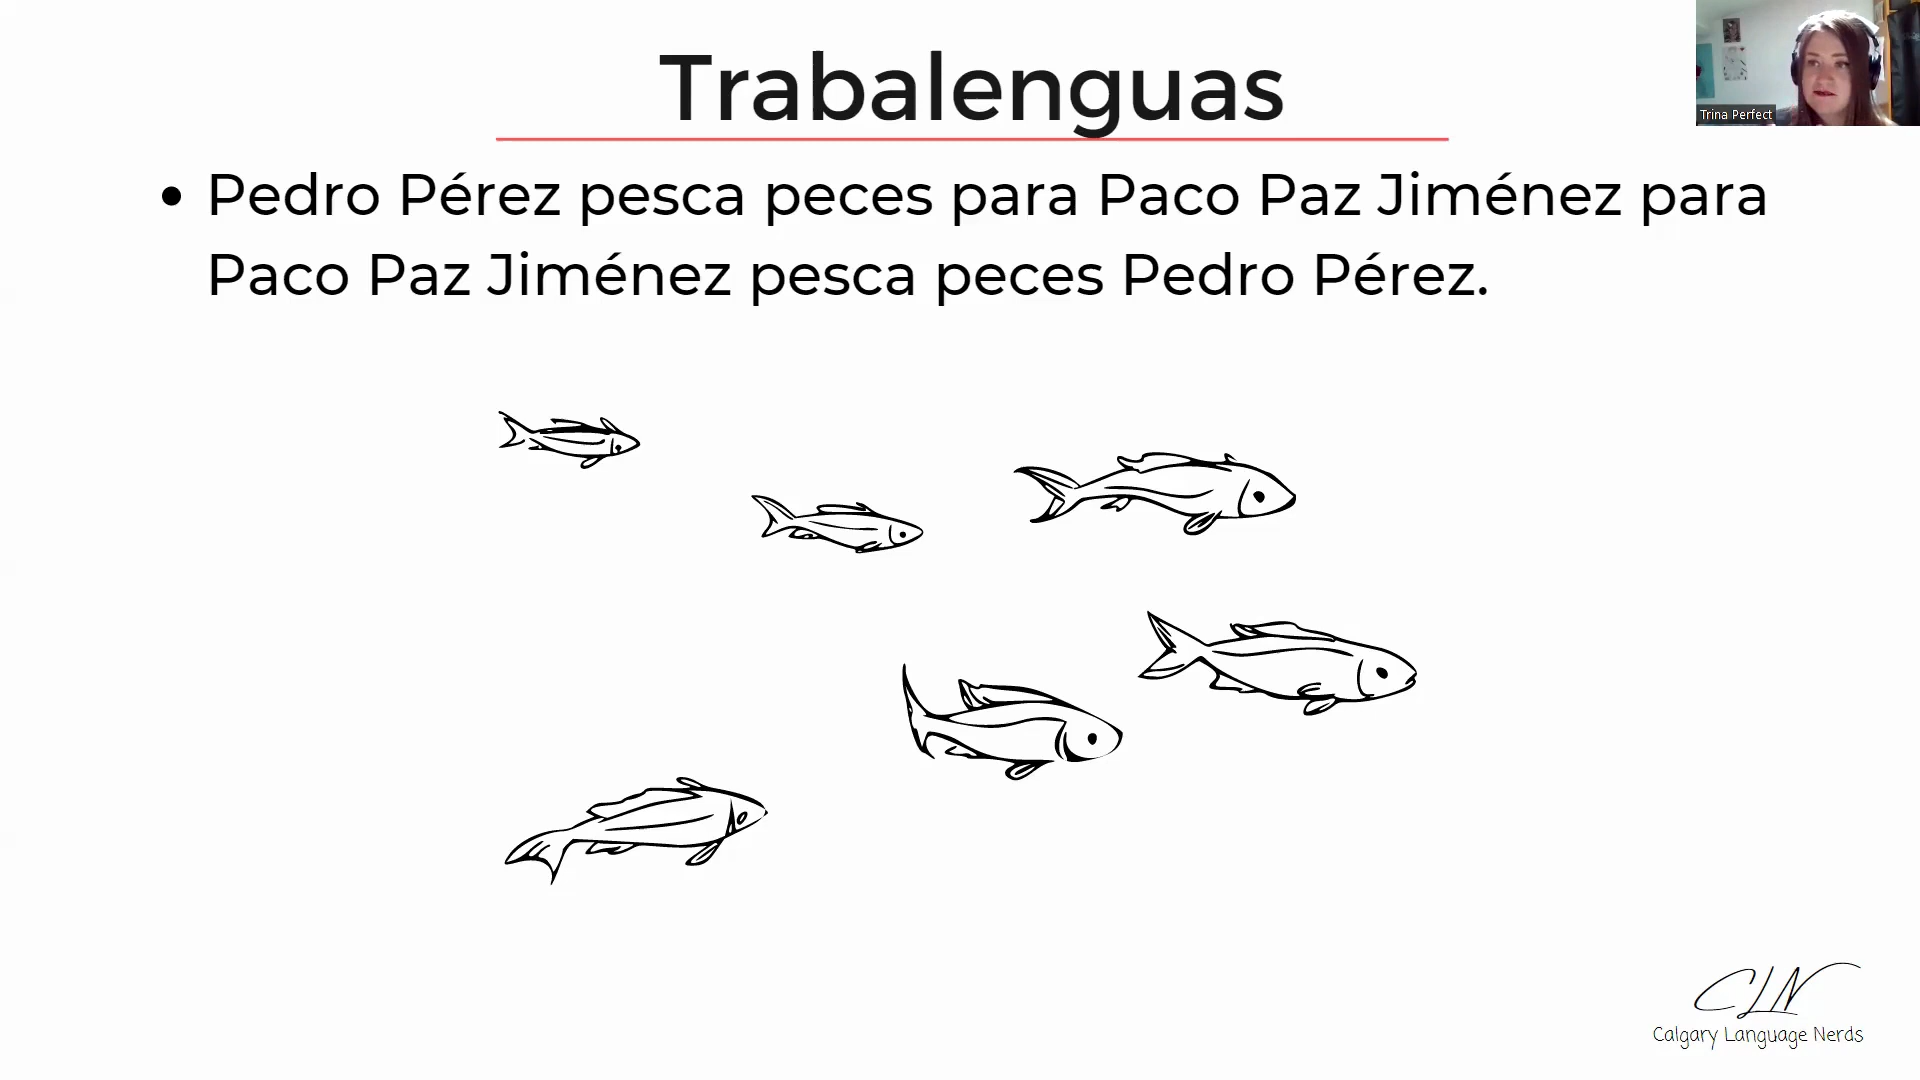 Trabalenguas
Trina Perfect
• Pedro Pérez pesca peces para Paco Paz Jiménez para
Paco Paz Jiménez pesca peces Pedro Pérez.
CLN
Calgary Language Nerds